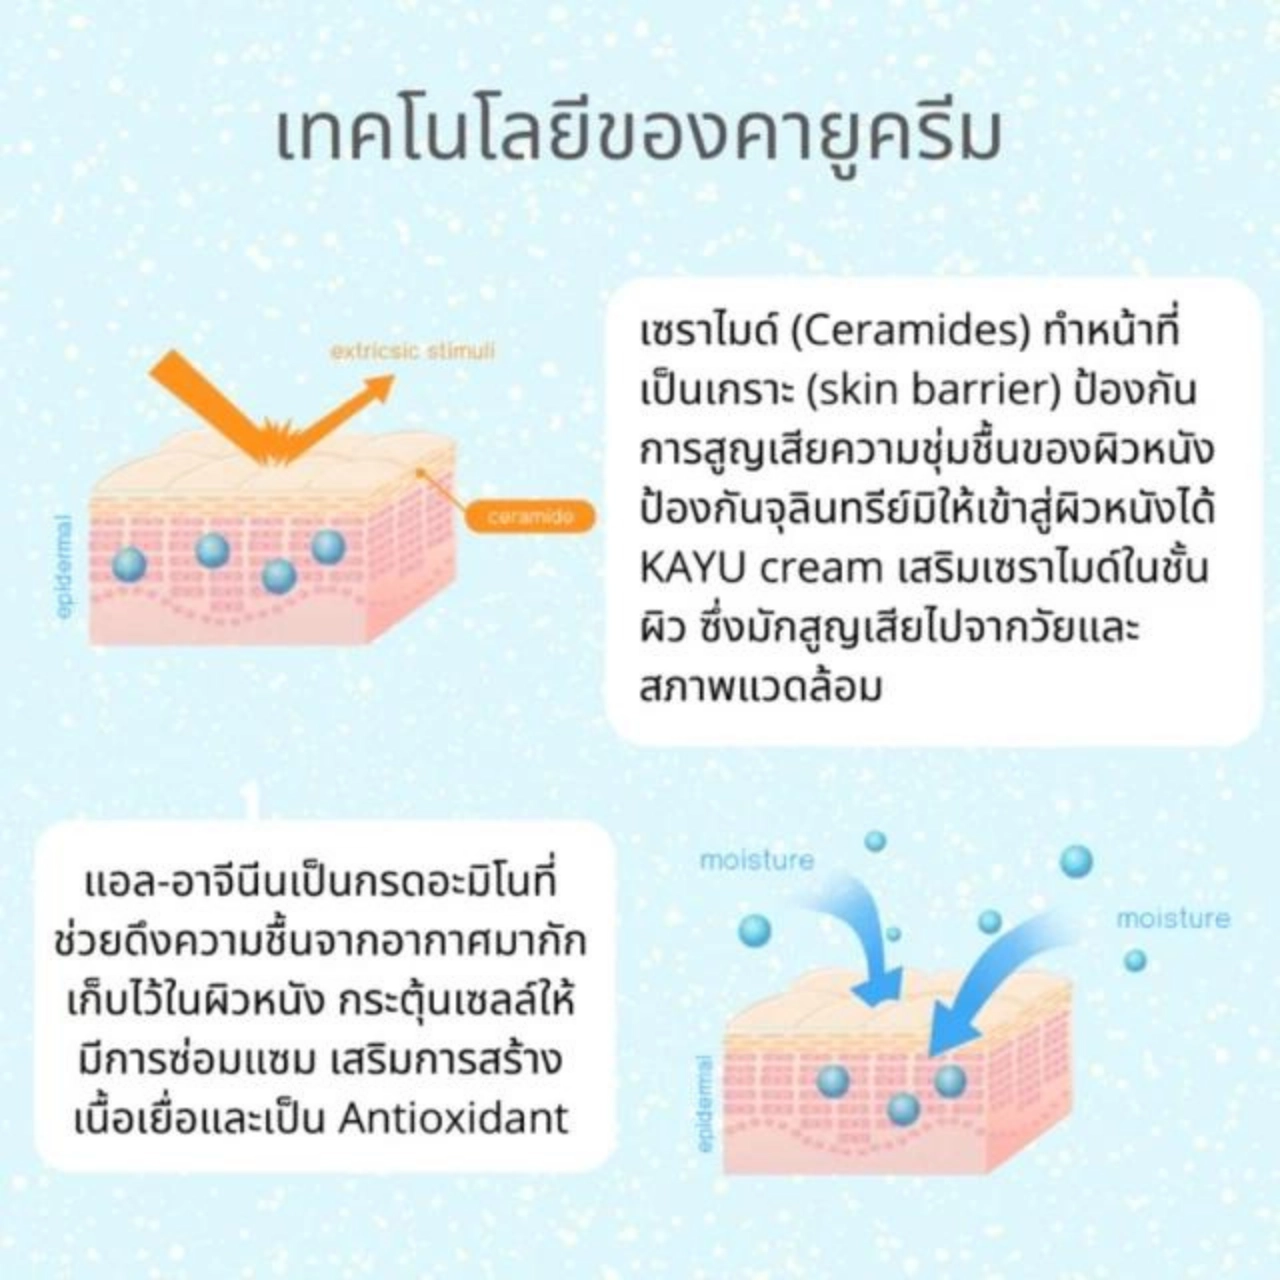 เทคโนโลยีของคายูครีม
extricsic stimuli
ceramide
epidermal
เซราไมด์ (Ceramides) ทำหน้าที่
เป็นเกราะ (skin barrier) ป้องกัน
การสูญเสียความชุ่มชื้นของผิวหนัง
ป้องกันจุลินทรีย์มิให้เข้าสู่ผิวหนังได้
KAYU cream เสริมเซราไมด์ในชั้น
ผิว ซึ่งมักสูญเสียไปจากวัยและ
สภาพแวดล้อม
แอล-อาจีนีนเป็นกรดอะมิโนที่
ช่วยดึงความชื้นจากอากาศมากัก
เก็บไว้ในผิวหนัง กระตุ้นเซลล์ให้
มีการซ่อมแซม เสริมการสร้าง
เนื้อเยื่อและเป็น Antioxidant
moisture
moisture
epidermal